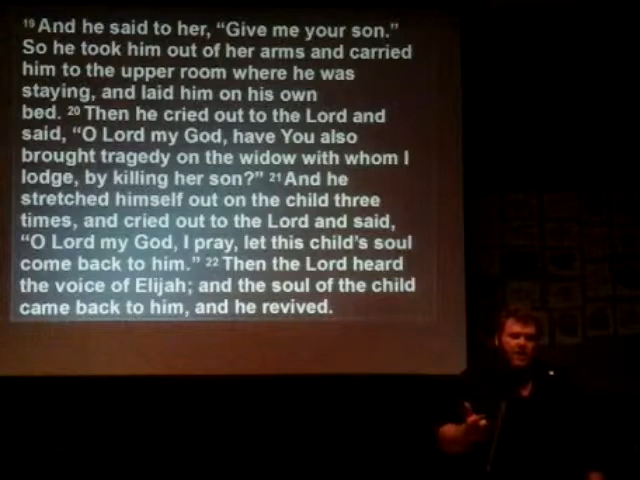 19 And he said to her, “Give me your son.”
So he took him out of her arms and carried
him to the upper room where he was
staying, and laid him on his own
bed. 20 Then he cried out to the Lord and
said, “O Lord my God, have You also
brought tragedy on the widow with whom I
lodge, by killing her son?” 21 And he
stretched himself out on the child three
times, and cried out to the Lord and said,
“O Lord my God, I pray, let this child’s soul
come back to him.” 22 Then the Lord heard
the voice of Elijah; and the soul of the child
came back to him, and he revived.